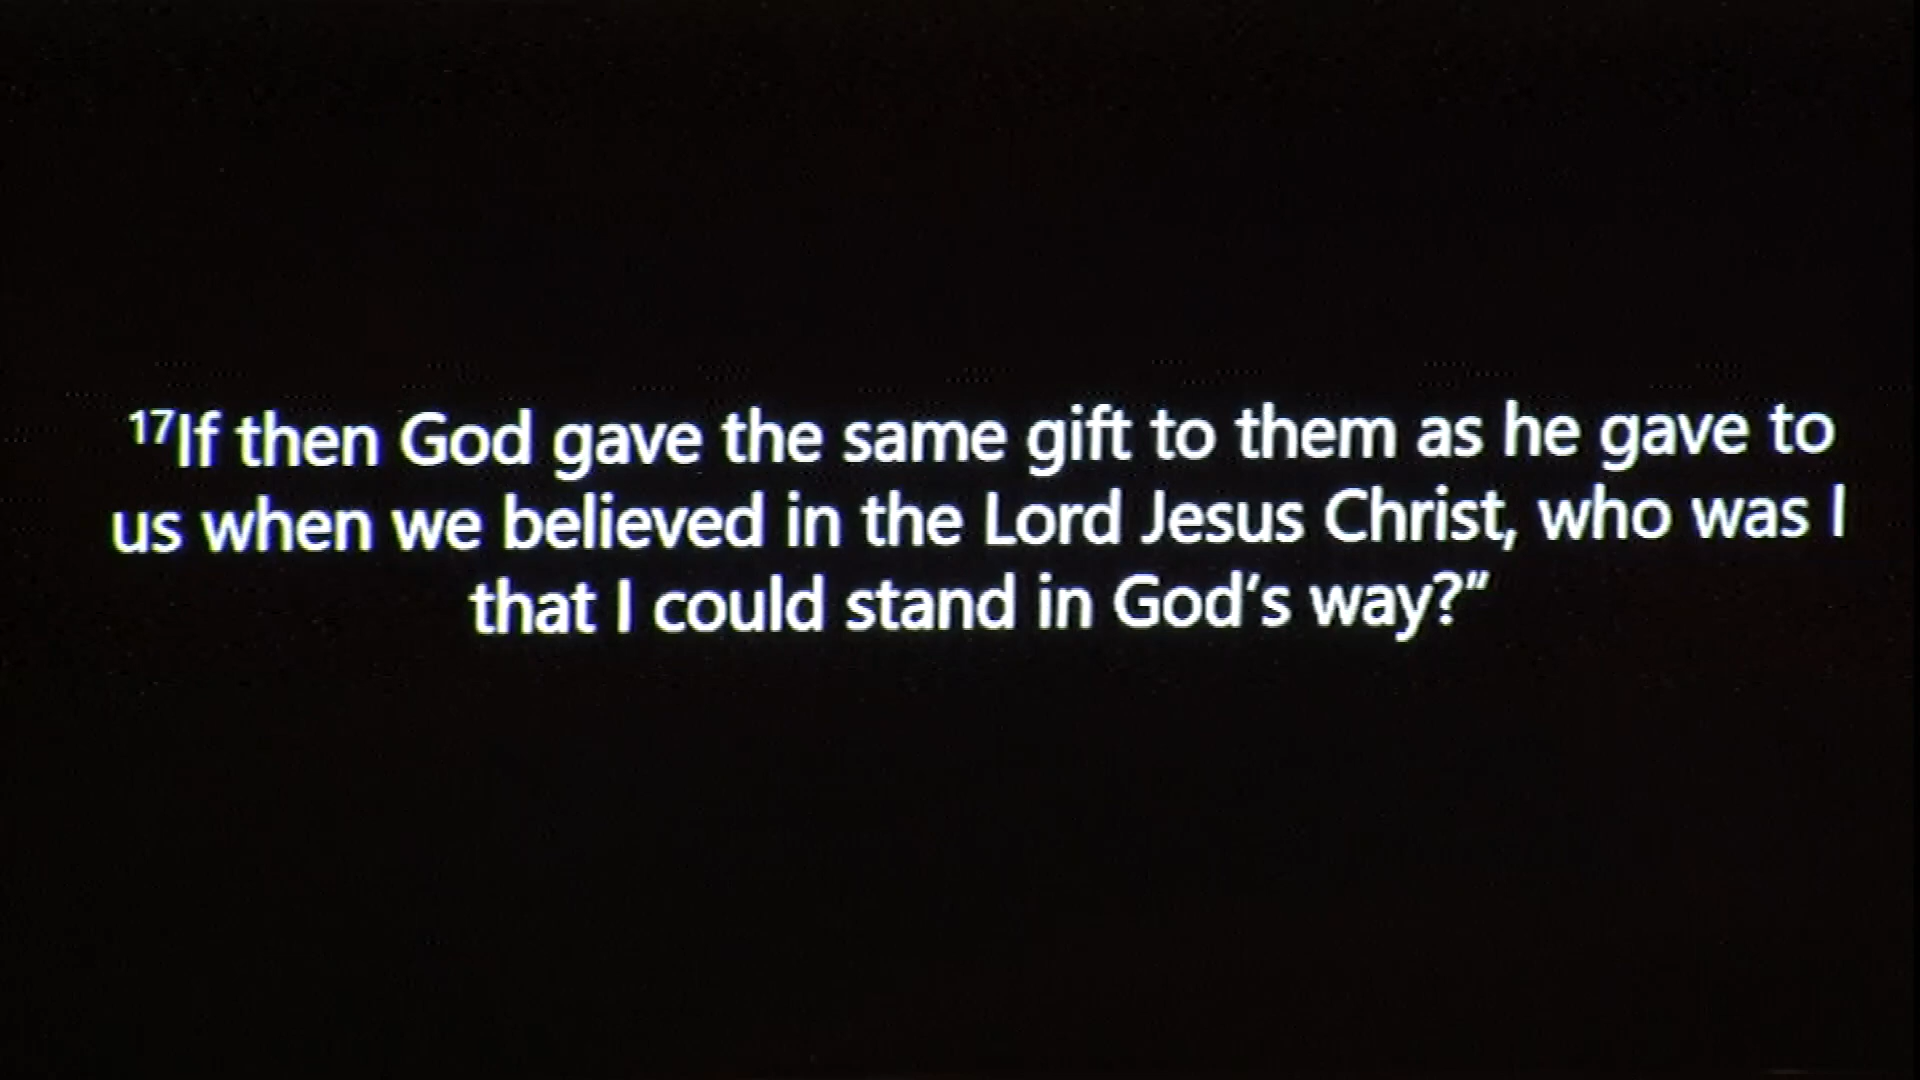 ¹⁷If then God gave the same gift to them as he gave to
us when we believed in the Lord Jesus Christ, who was I
that I could stand in God's way?"